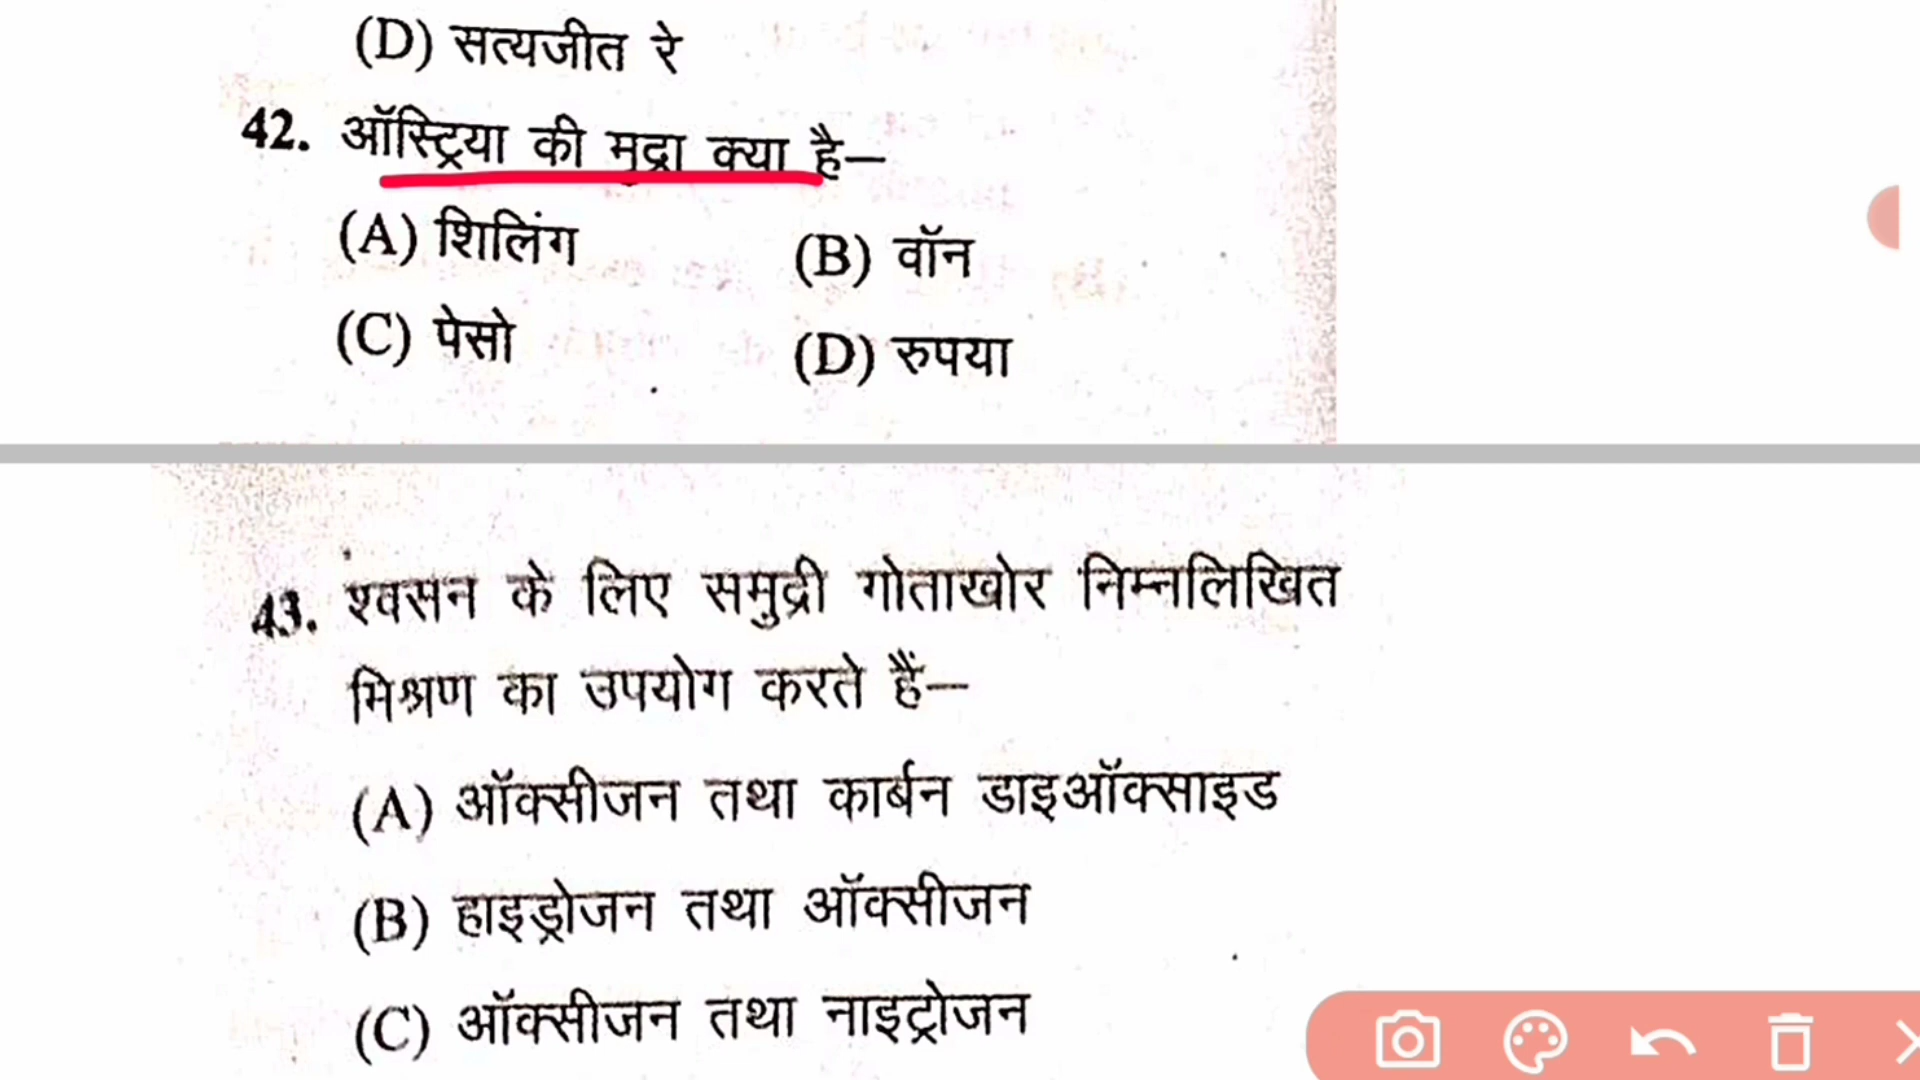 (D) सत्यजीत रे
42. ऑस्ट्रिया की मुद्रा क्या है—
(A) शिलिंग (B) वॉन
(C) पेसो (D) रुपया
43. श्वसन के लिए समुद्री गोताखोर निम्नलिखित
मिश्रण का उपयोग करते हैं—
(A) ऑक्सीजन तथा कार्बन डाइऑक्साइड
(B) हाइड्रोजन तथा ऑक्सीजन
(C) ऑक्सीजन तथा नाइट्रोजन